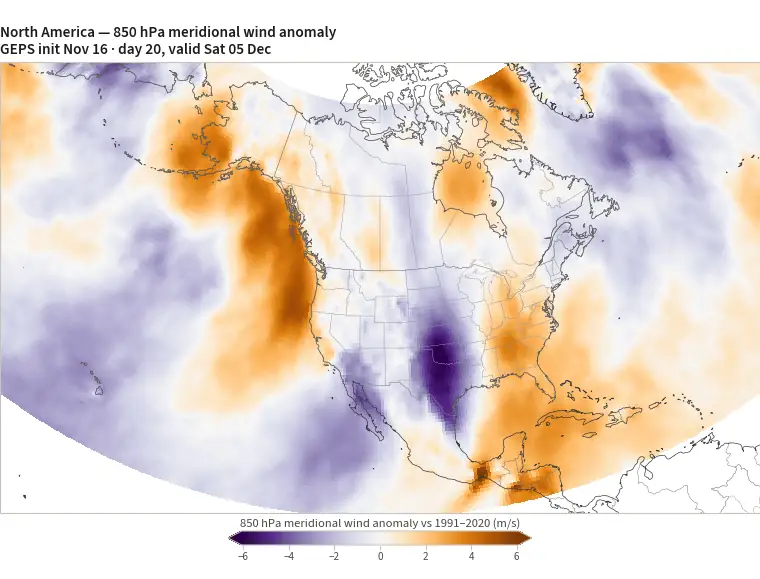 North America — 850 hPa meridional wind anomaly
GEPS init Nov 16 · day 20, valid Sat 05 Dec
850 hPa meridional wind anomaly vs 1991–2020 (m/s)
−6 −4 −2 0 2 4 6